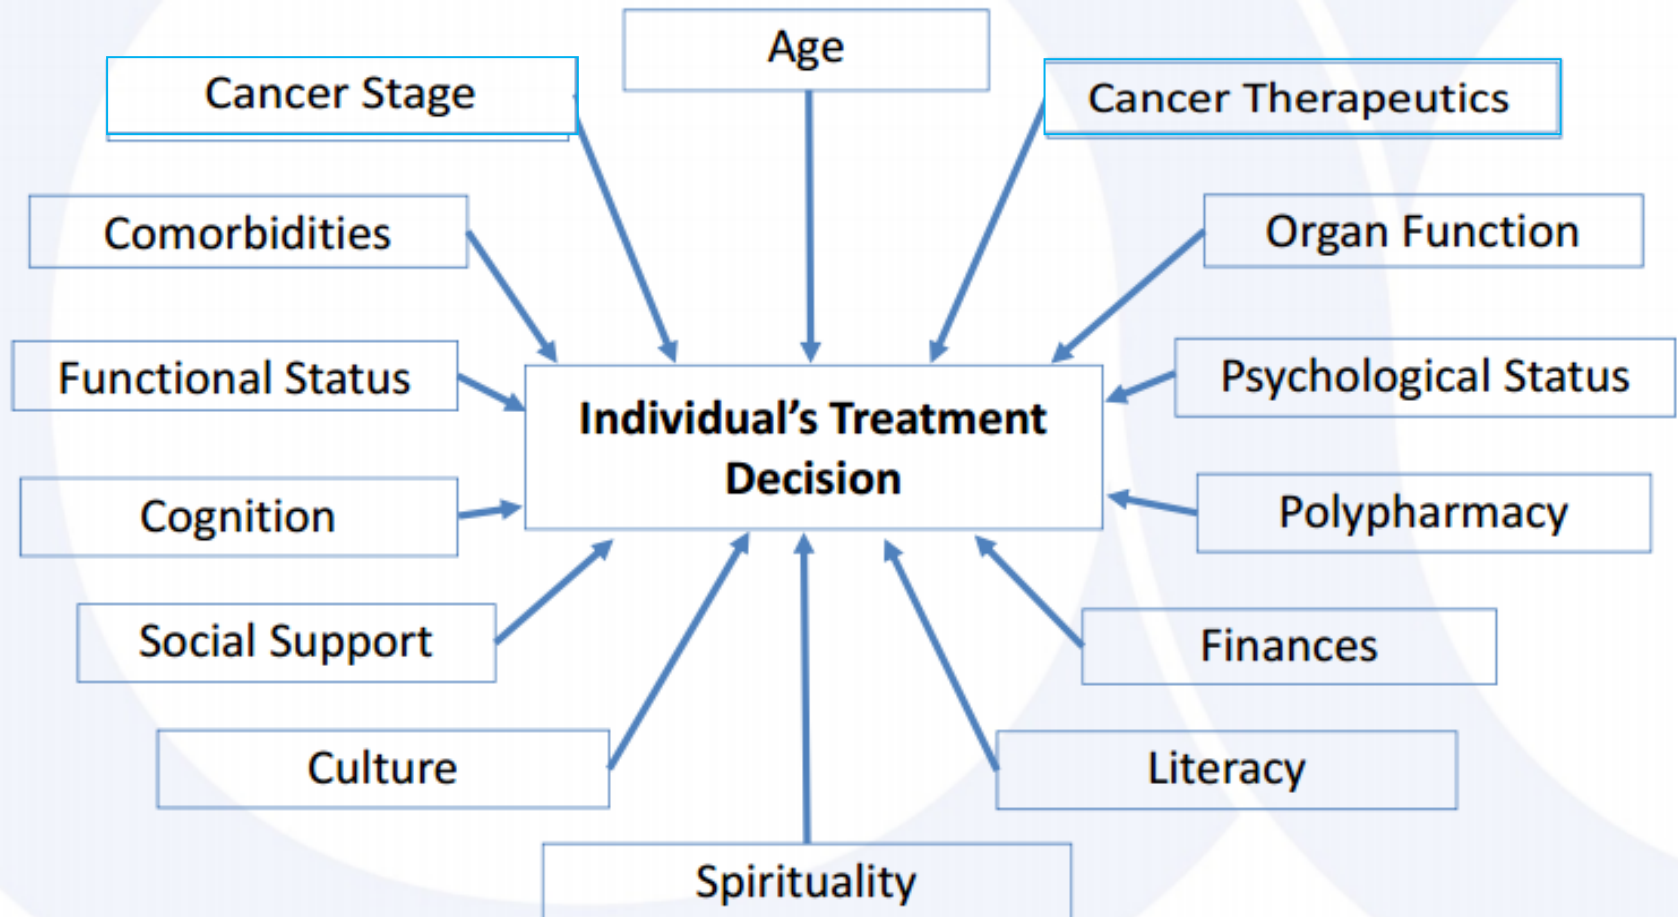 Age
Cancer Stage
Cancer Therapeutics
Comorbidities
Organ Function
Functional Status
Psychological Status
Individual’s Treatment
Decision
Cognition
Polypharmacy
Social Support
Finances
Culture
Literacy
Spirituality